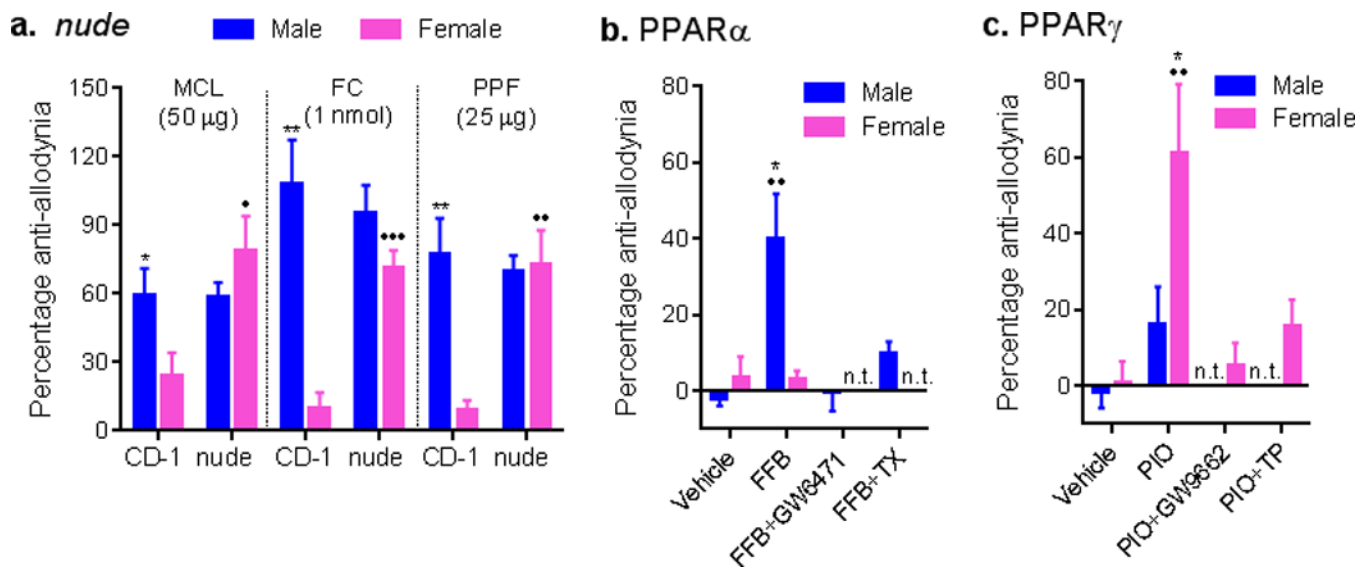 a. nude
Male
Female
MCL
(50 µg)
FC
(1 nmol)
PPF
(25 µg)
Percentage anti-allodynia
150
120
90
60
30
0
*
•
**
•••
**
••
CD-1
nude
CD-1
nude
CD-1
nude
b. PPARα
Male
Female
Percentage anti-allodynia
80
60
40
20
0
*
••
n.t.
n.t.
Vehicle
FFB
FFB+GW6471
FFB+TX
c. PPARγ
Male
Female
Percentage anti-allodynia
80
60
40
20
0
*
••
n.t.
n.t.
Vehicle
PIO
PIO+GW9662
PIO+TP